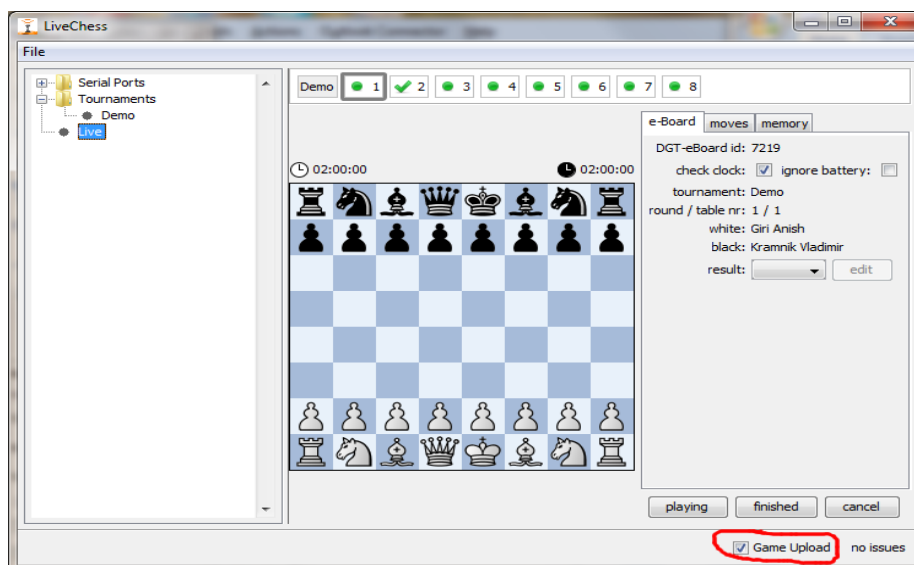 LiveChess
File
Serial Ports
Tournaments
Demo
Live
Demo 1 2 3 4 5 6 7 8
02:00:00 02:00:00
e-Board moves memory
DGT-eBoard id: 7219
check clock: ignore battery:
tournament: Demo
round / table nr: 1 / 1
white: Giri Anish
black: Kramnik Vladimir
result: edit
playing finished cancel
Game Upload no issues